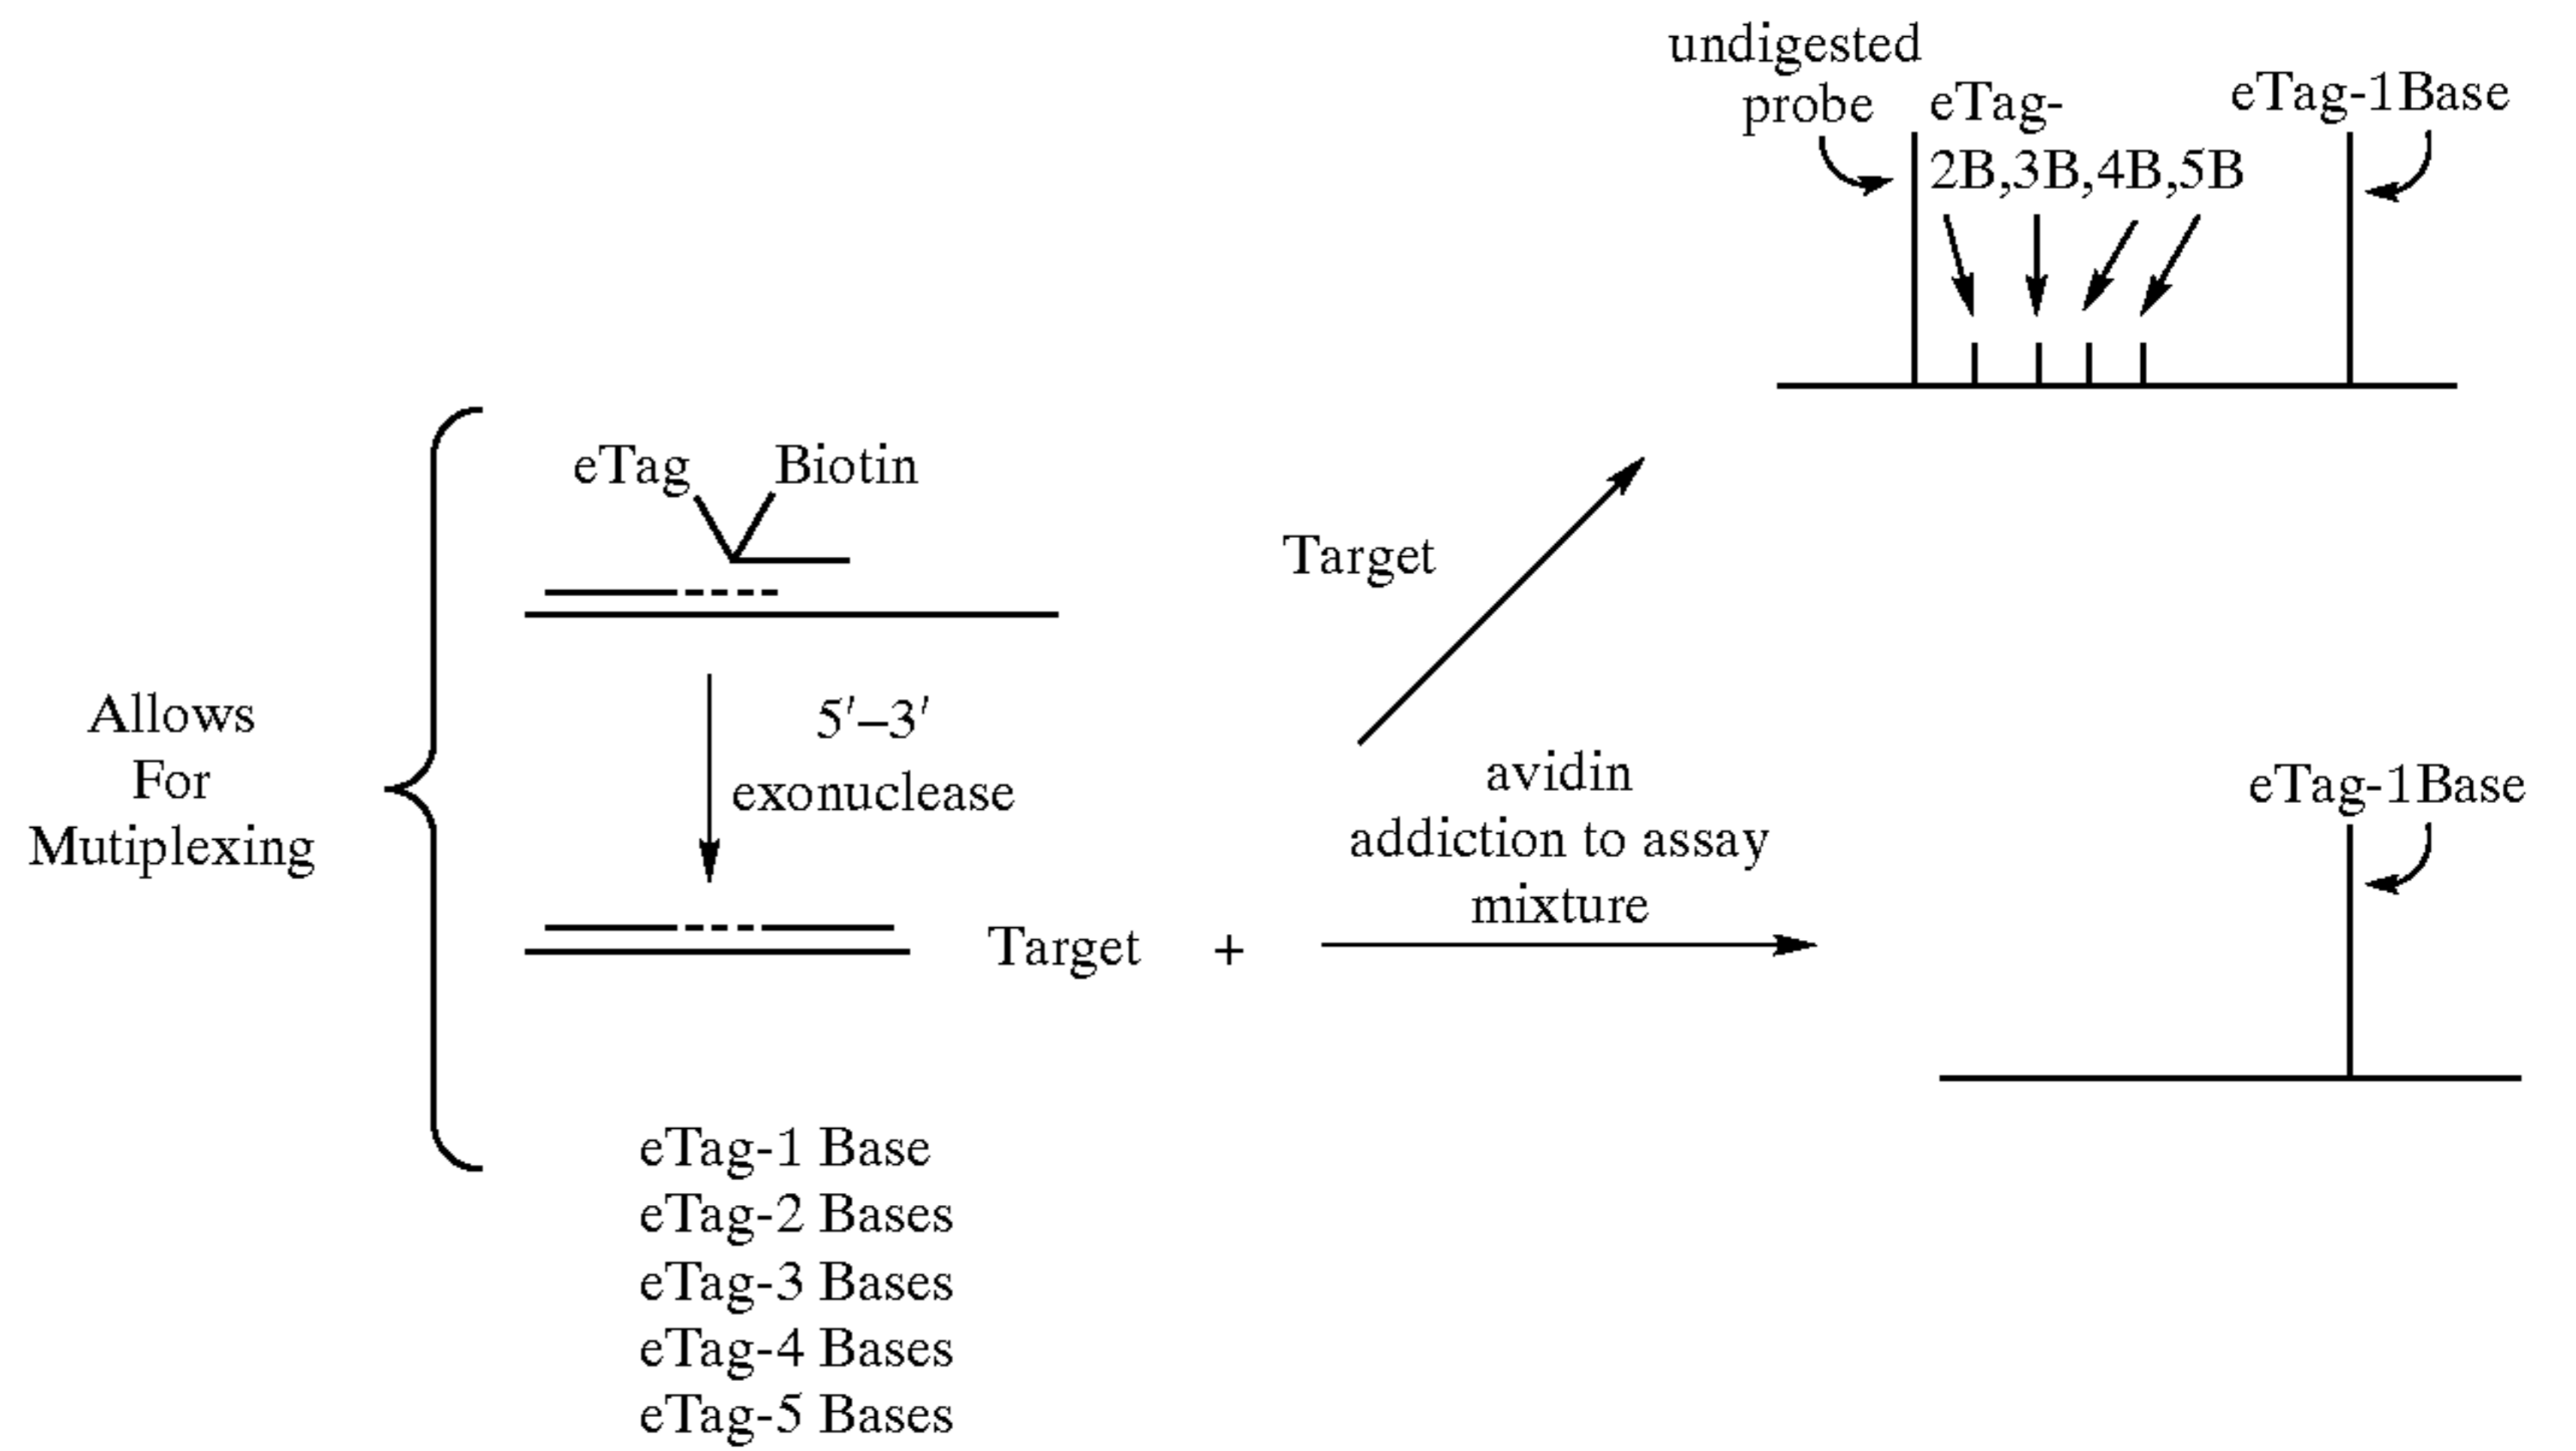 undigested
probe
eTag-
2B,3B,4B,5B
eTag-1Base
eTag
Biotin
Target
Allows
For
Mutiplexing
5′–3′
exonuclease
avidin
addiction to assay
mixture
eTag-1Base
Target +
eTag-1 Base
eTag-2 Bases
eTag-3 Bases
eTag-4 Bases
eTag-5 Bases